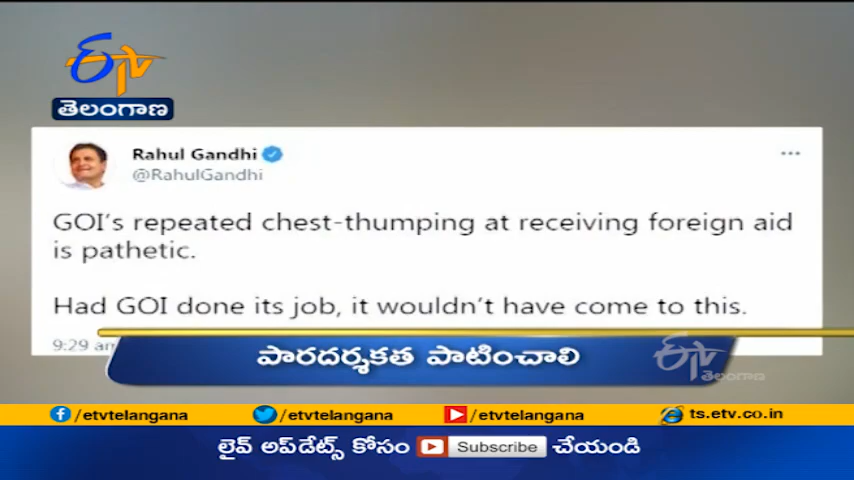 ETV
తెలంగాణ
Rahul Gandhi
@RahulGandhi
GOI's repeated chest-thumping at receiving foreign aid
is pathetic.
Had GOI done its job, it wouldn't have come to this.
9:29 am
పారదర్శకత పాటించాలి
ETV
తెలంగాణ
/etvtelangana
/etvtelangana
/etvtelangana
ts.etv.co.in
లైవ్ అప్‌డేట్స్ కోసం Subscribe చేయండి